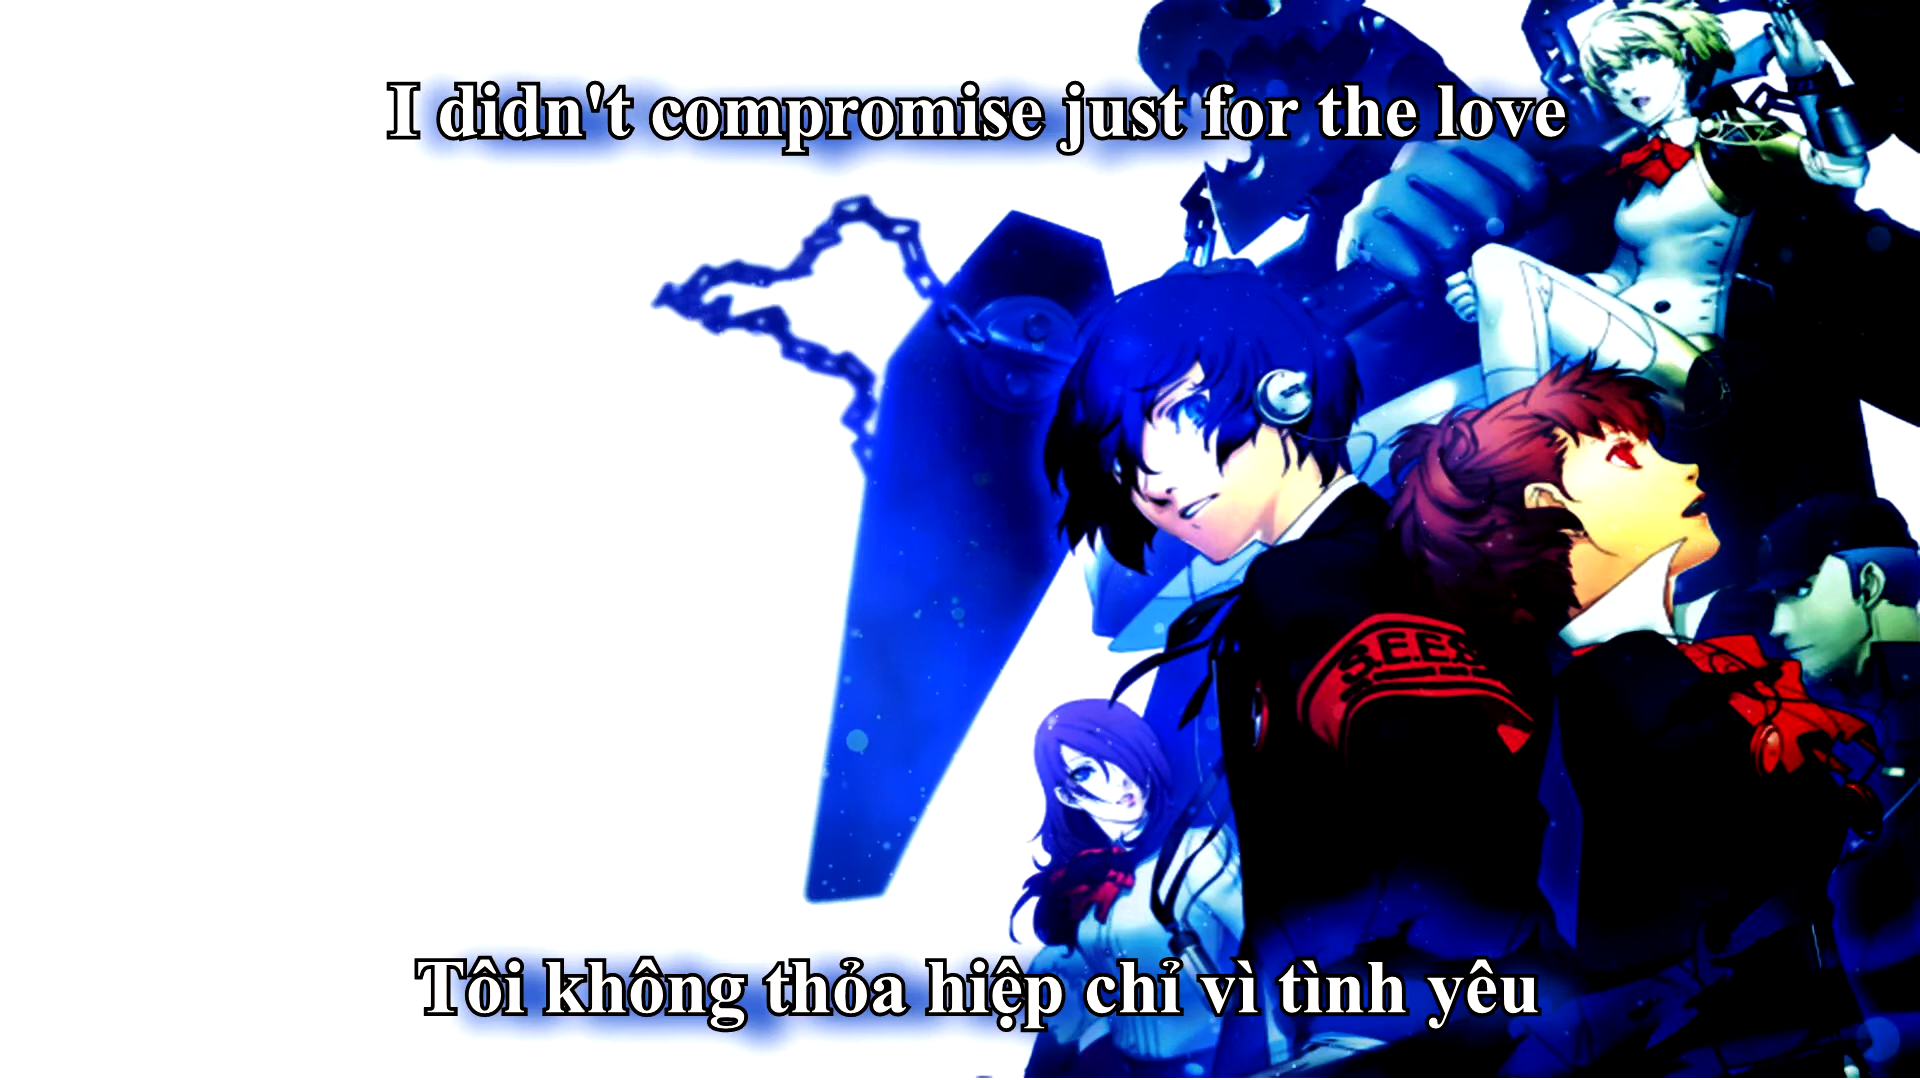 I didn't compromise just for the love
S.E.E.S
Tôi không thỏa hiệp chỉ vì tình yêu